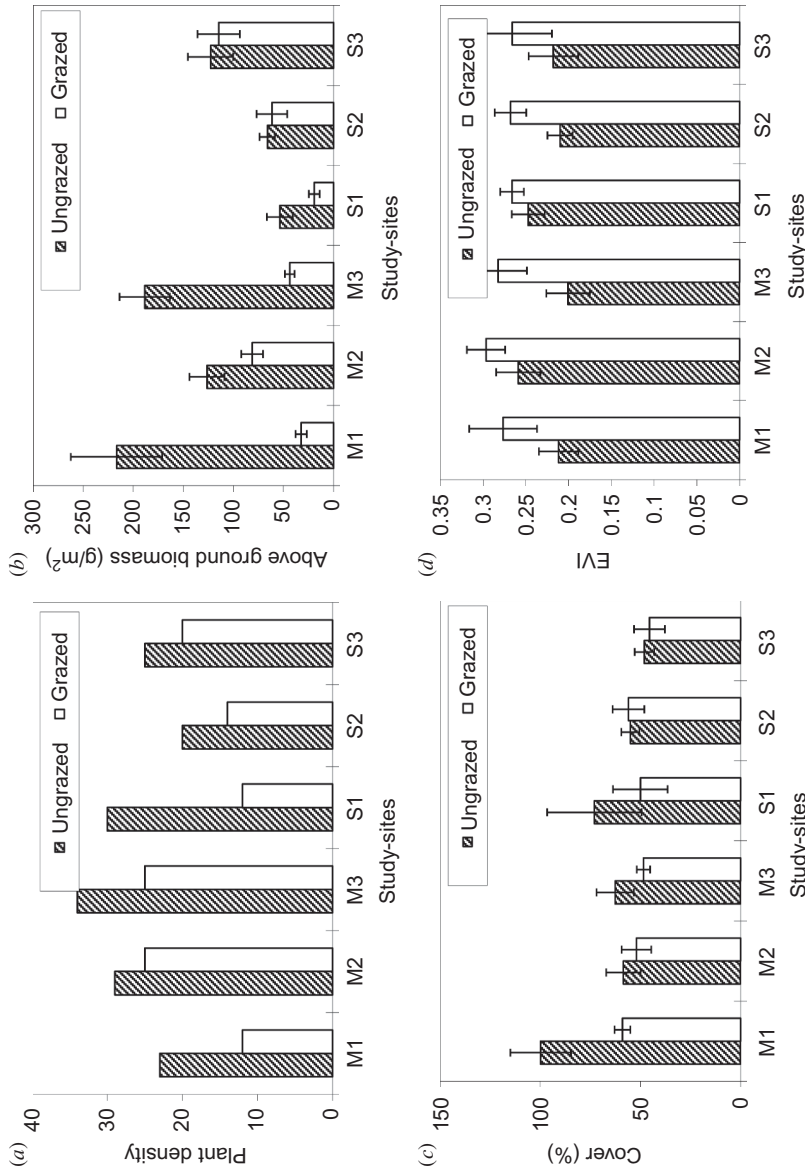 (a)
Ungrazed Grazed
40
30
20
10
0
Plant density
M1 M2 M3 S1 S2 S3
Study-sites
(b)
Ungrazed Grazed
300
250
200
150
100
50
0
Above ground biomass (g/m²)
M1 M2 M3 S1 S2 S3
Study-sites
(c)
Ungrazed Grazed
150
100
50
0
Cover (%)
M1 M2 M3 S1 S2 S3
Study-sites
(d)
Ungrazed Grazed
0.35
0.3
0.25
0.2
0.15
0.1
0.05
0
EVI
M1 M2 M3 S1 S2 S3
Study-sites